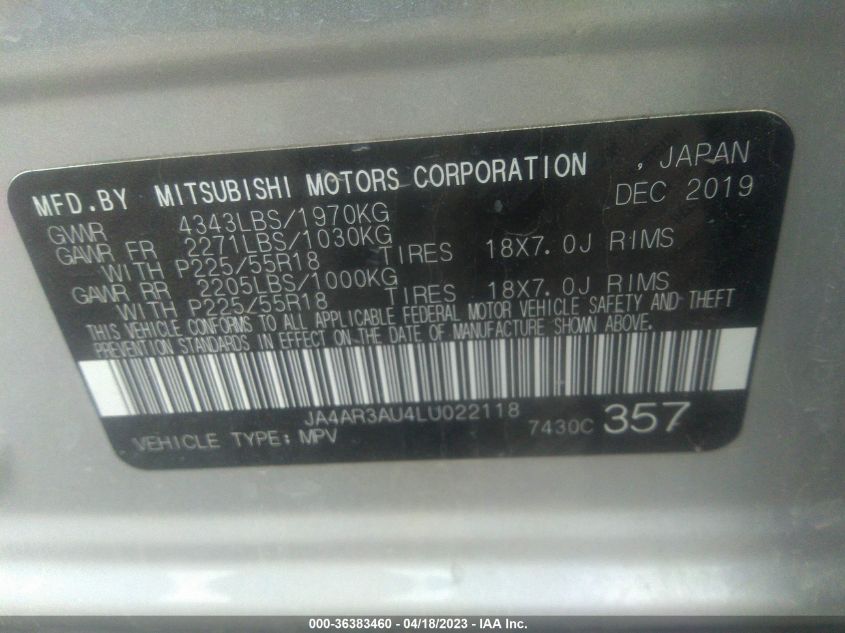 MFD.BY MITSUBISHI MOTORS CORPORATION , JAPAN
GVWR 4343LBS/1970KG DEC 2019
GAWR FR 2271LBS/1030KG
WITH P225/55R18 TIRES 18X7.0J RIMS
GAWR RR 2205LBS/1000KG
WITH P225/55R18 TIRES 18X7.0J RIMS
THIS VEHICLE CONFORMS TO ALL APPLICABLE FEDERAL MOTOR VEHICLE SAFETY AND THEFT
PREVENTION STANDARDS IN EFFECT ON THE DATE OF MANUFACTURE SHOWN ABOVE.
JA4AR3AU4LU022118
VEHICLE TYPE: MPV 7430C 357
000-36383460 - 04/18/2023 - IAA Inc.